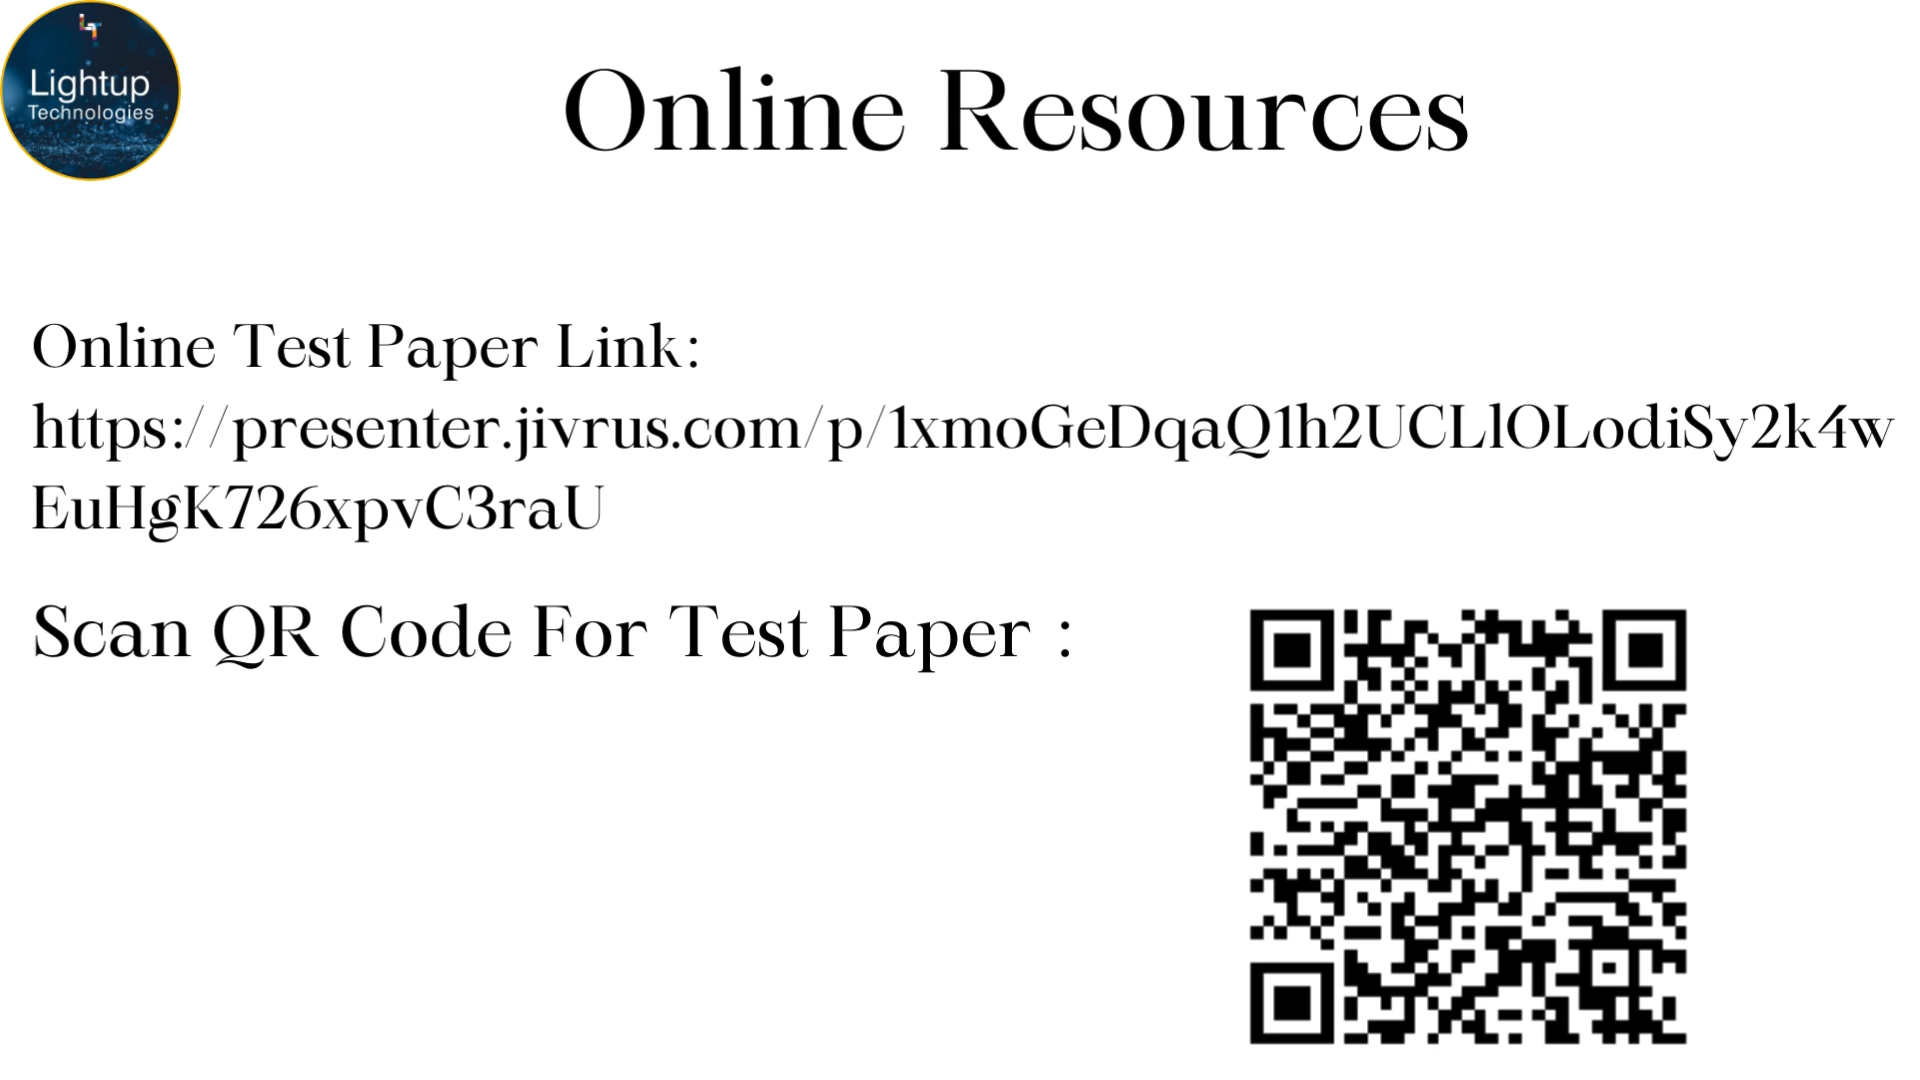 Lightup
Technologies
Online Resources
Online Test Paper Link:
https://presenter.jivrus.com/p/1xmoGeDqaQ1h2UCLlOLodiSy2k4w
EuHgK726xpvC3raU
Scan QR Code For Test Paper :